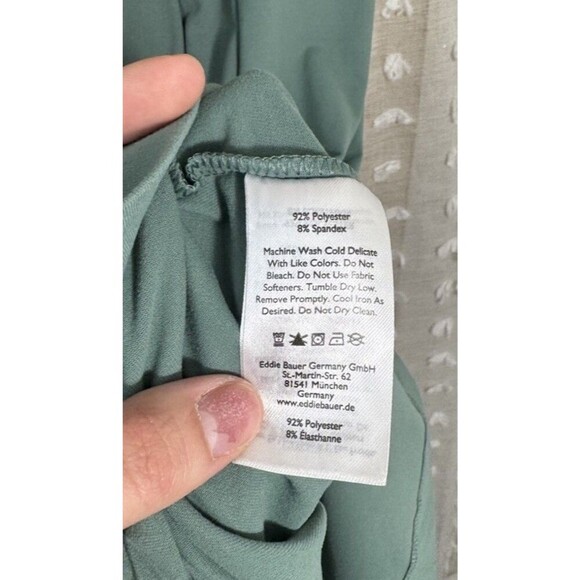 92% Polyester
8% Spandex
Machine Wash Cold Delicate
With Like Colors. Do Not
Bleach. Do Not Use Fabric
Softeners. Tumble Dry Low.
Remove Promptly. Cool Iron As
Desired. Do Not Dry Clean.
Eddie Bauer Germany GmbH
St.-Martin-Str. 62
81541 München
Germany
www.eddiebauer.de
92% Polyester
8% Élasthanne